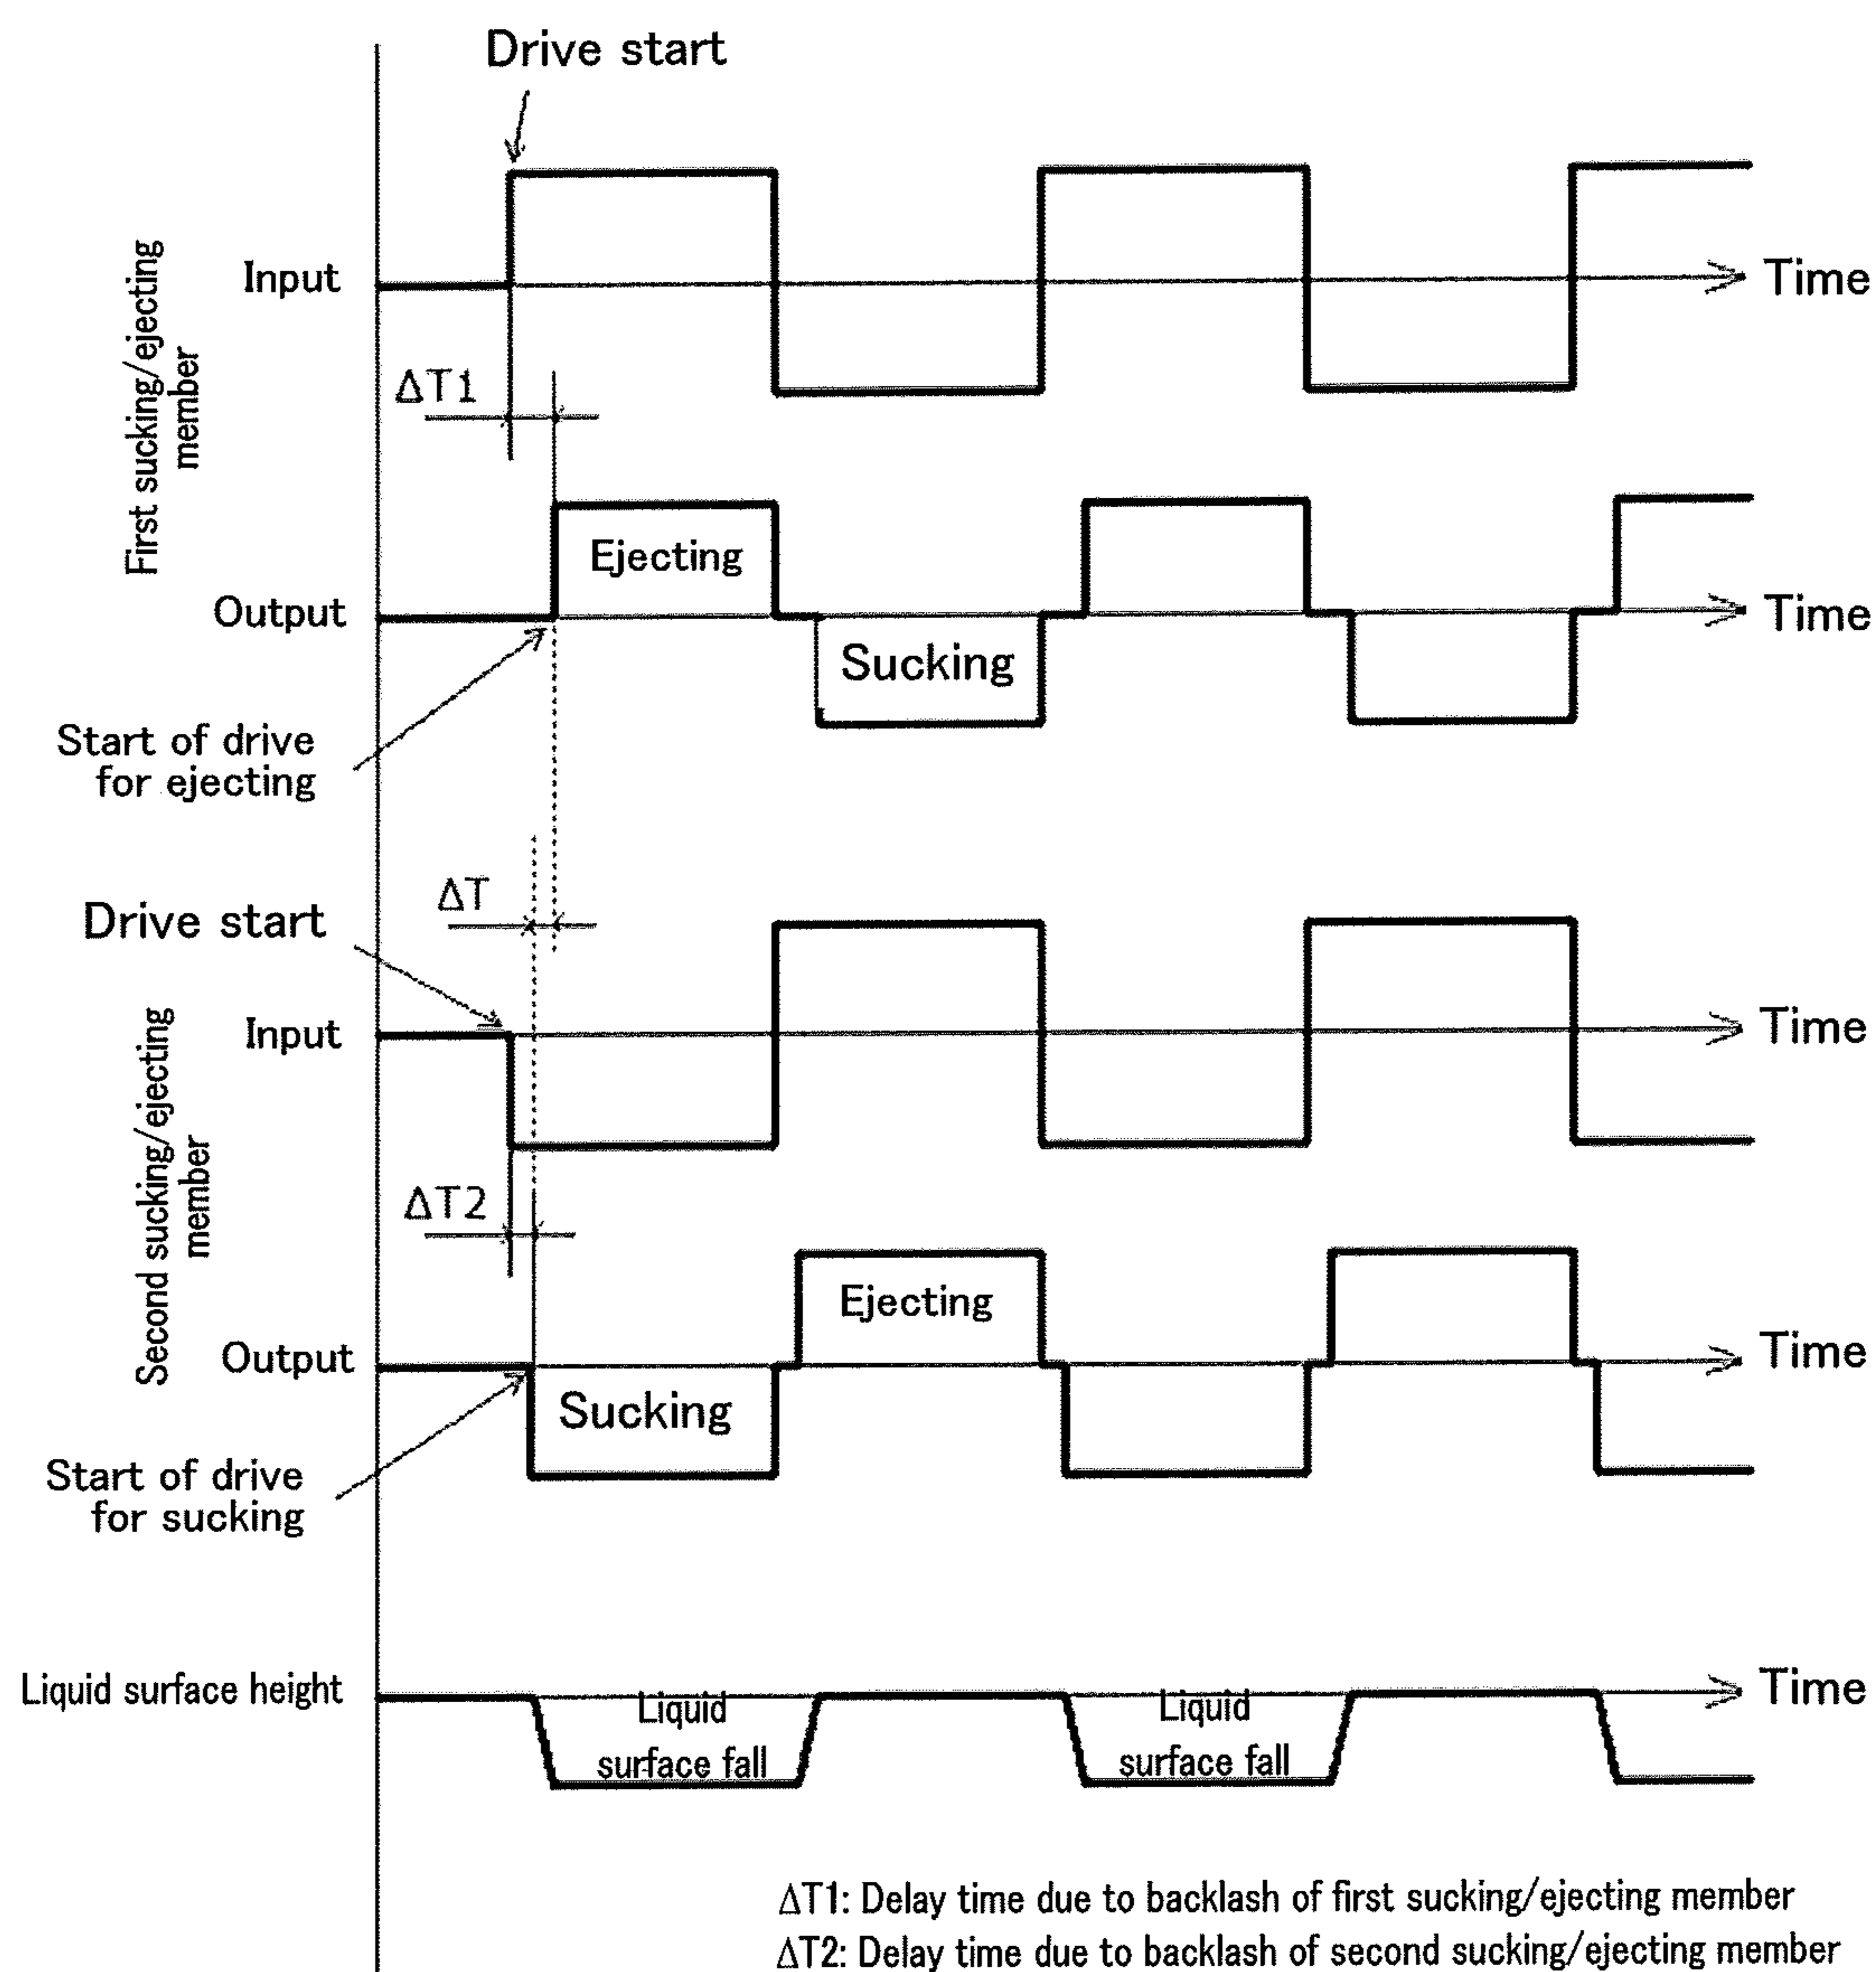 Drive start
First sucking/ejecting
member
Input
Time
ΔT1
Ejecting
Output
Time
Sucking
Start of drive
for ejecting
ΔT
Drive start
Second sucking/ejecting
member
Input
Time
ΔT2
Ejecting
Output
Time
Sucking
Start of drive
for sucking
Liquid surface height
Time
Liquid
surface fall
Liquid
surface fall
ΔT1: Delay time due to backlash of first sucking/ejecting member
ΔT2: Delay time due to backlash of second sucking/ejecting member